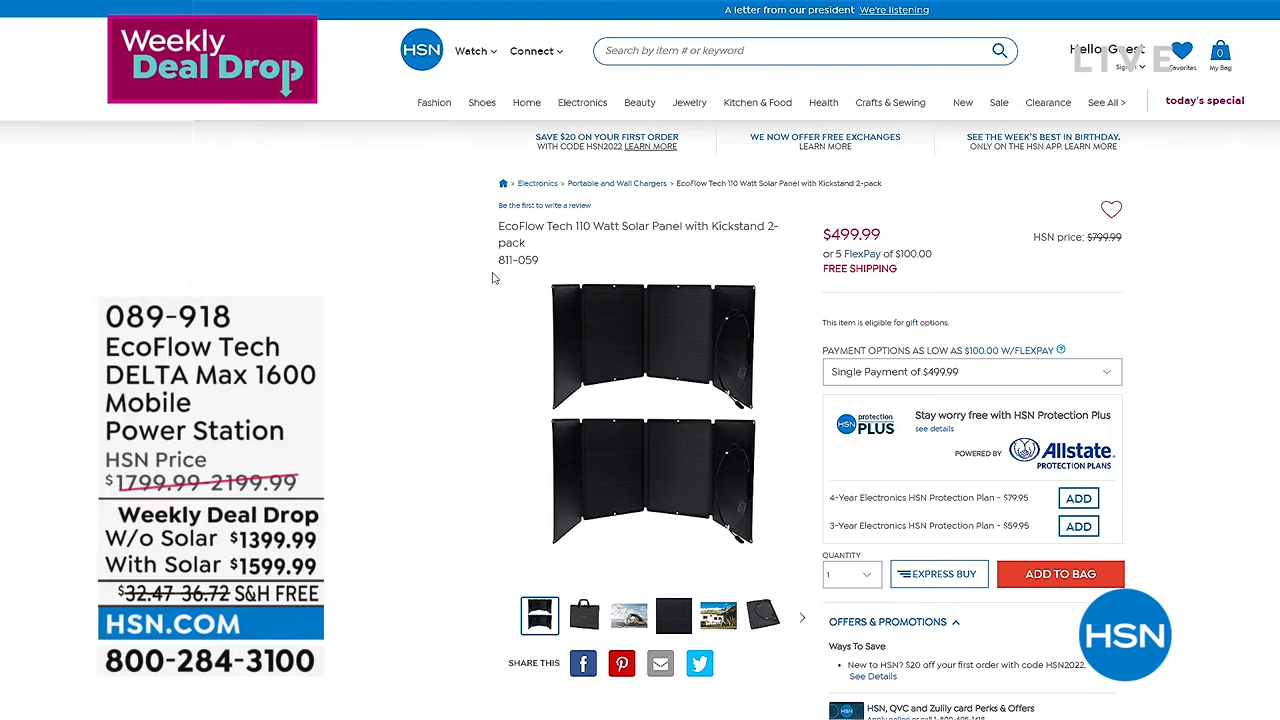 A letter from our president We're listening
Weekly
Deal Drop
HSN
Watch
Connect
Search by item # or keyword
Hello Guest
LIVE
Favorites
0
My Bag
Fashion Shoes Home Electronics Beauty Jewelry Kitchen & Food Health Crafts & Sewing New Sale Clearance See All > today's special
SAVE $20 ON YOUR FIRST ORDER
WITH CODE HSN2022 LEARN MORE
WE NOW OFFER FREE EXCHANGES
LEARN MORE
SEE THE WEEK'S BEST IN BIRTHDAY.
ONLY ON THE HSN APP. LEARN MORE
> Electronics > Portable and Wall Chargers > EcoFlow Tech 110 Watt Solar Panel with Kickstand 2-pack
Be the first to write a review
EcoFlow Tech 110 Watt Solar Panel with Kickstand 2-
pack
811-059
$499.99
HSN price: $799.99
or 5 FlexPay of $100.00
FREE SHIPPING
This item is eligible for gift options.
PAYMENT OPTIONS AS LOW AS $100.00 W/FLEXPAY ?
Single Payment of $499.99
HSN protection PLUS
Stay worry free with HSN Protection Plus
see details
POWERED BY Allstate.
PROTECTION PLANS
4-Year Electronics HSN Protection Plan - $79.95 ADD
3-Year Electronics HSN Protection Plan - $59.95 ADD
QUANTITY
1
EXPRESS BUY
ADD TO BAG
OFFERS & PROMOTIONS
Ways To Save
• New to HSN? $20 off your first order with code HSN2022.
See Details
HSN, QVC and Zulily card Perks & Offers
SHARE THIS
089-918
EcoFlow Tech
DELTA Max 1600
Mobile
Power Station
HSN Price
$1799.99-2199.99
Weekly Deal Drop
W/o Solar $1399.99
With Solar $1599.99
$32.47-36.72 S&H FREE
HSN.COM
800-284-3100
HSN